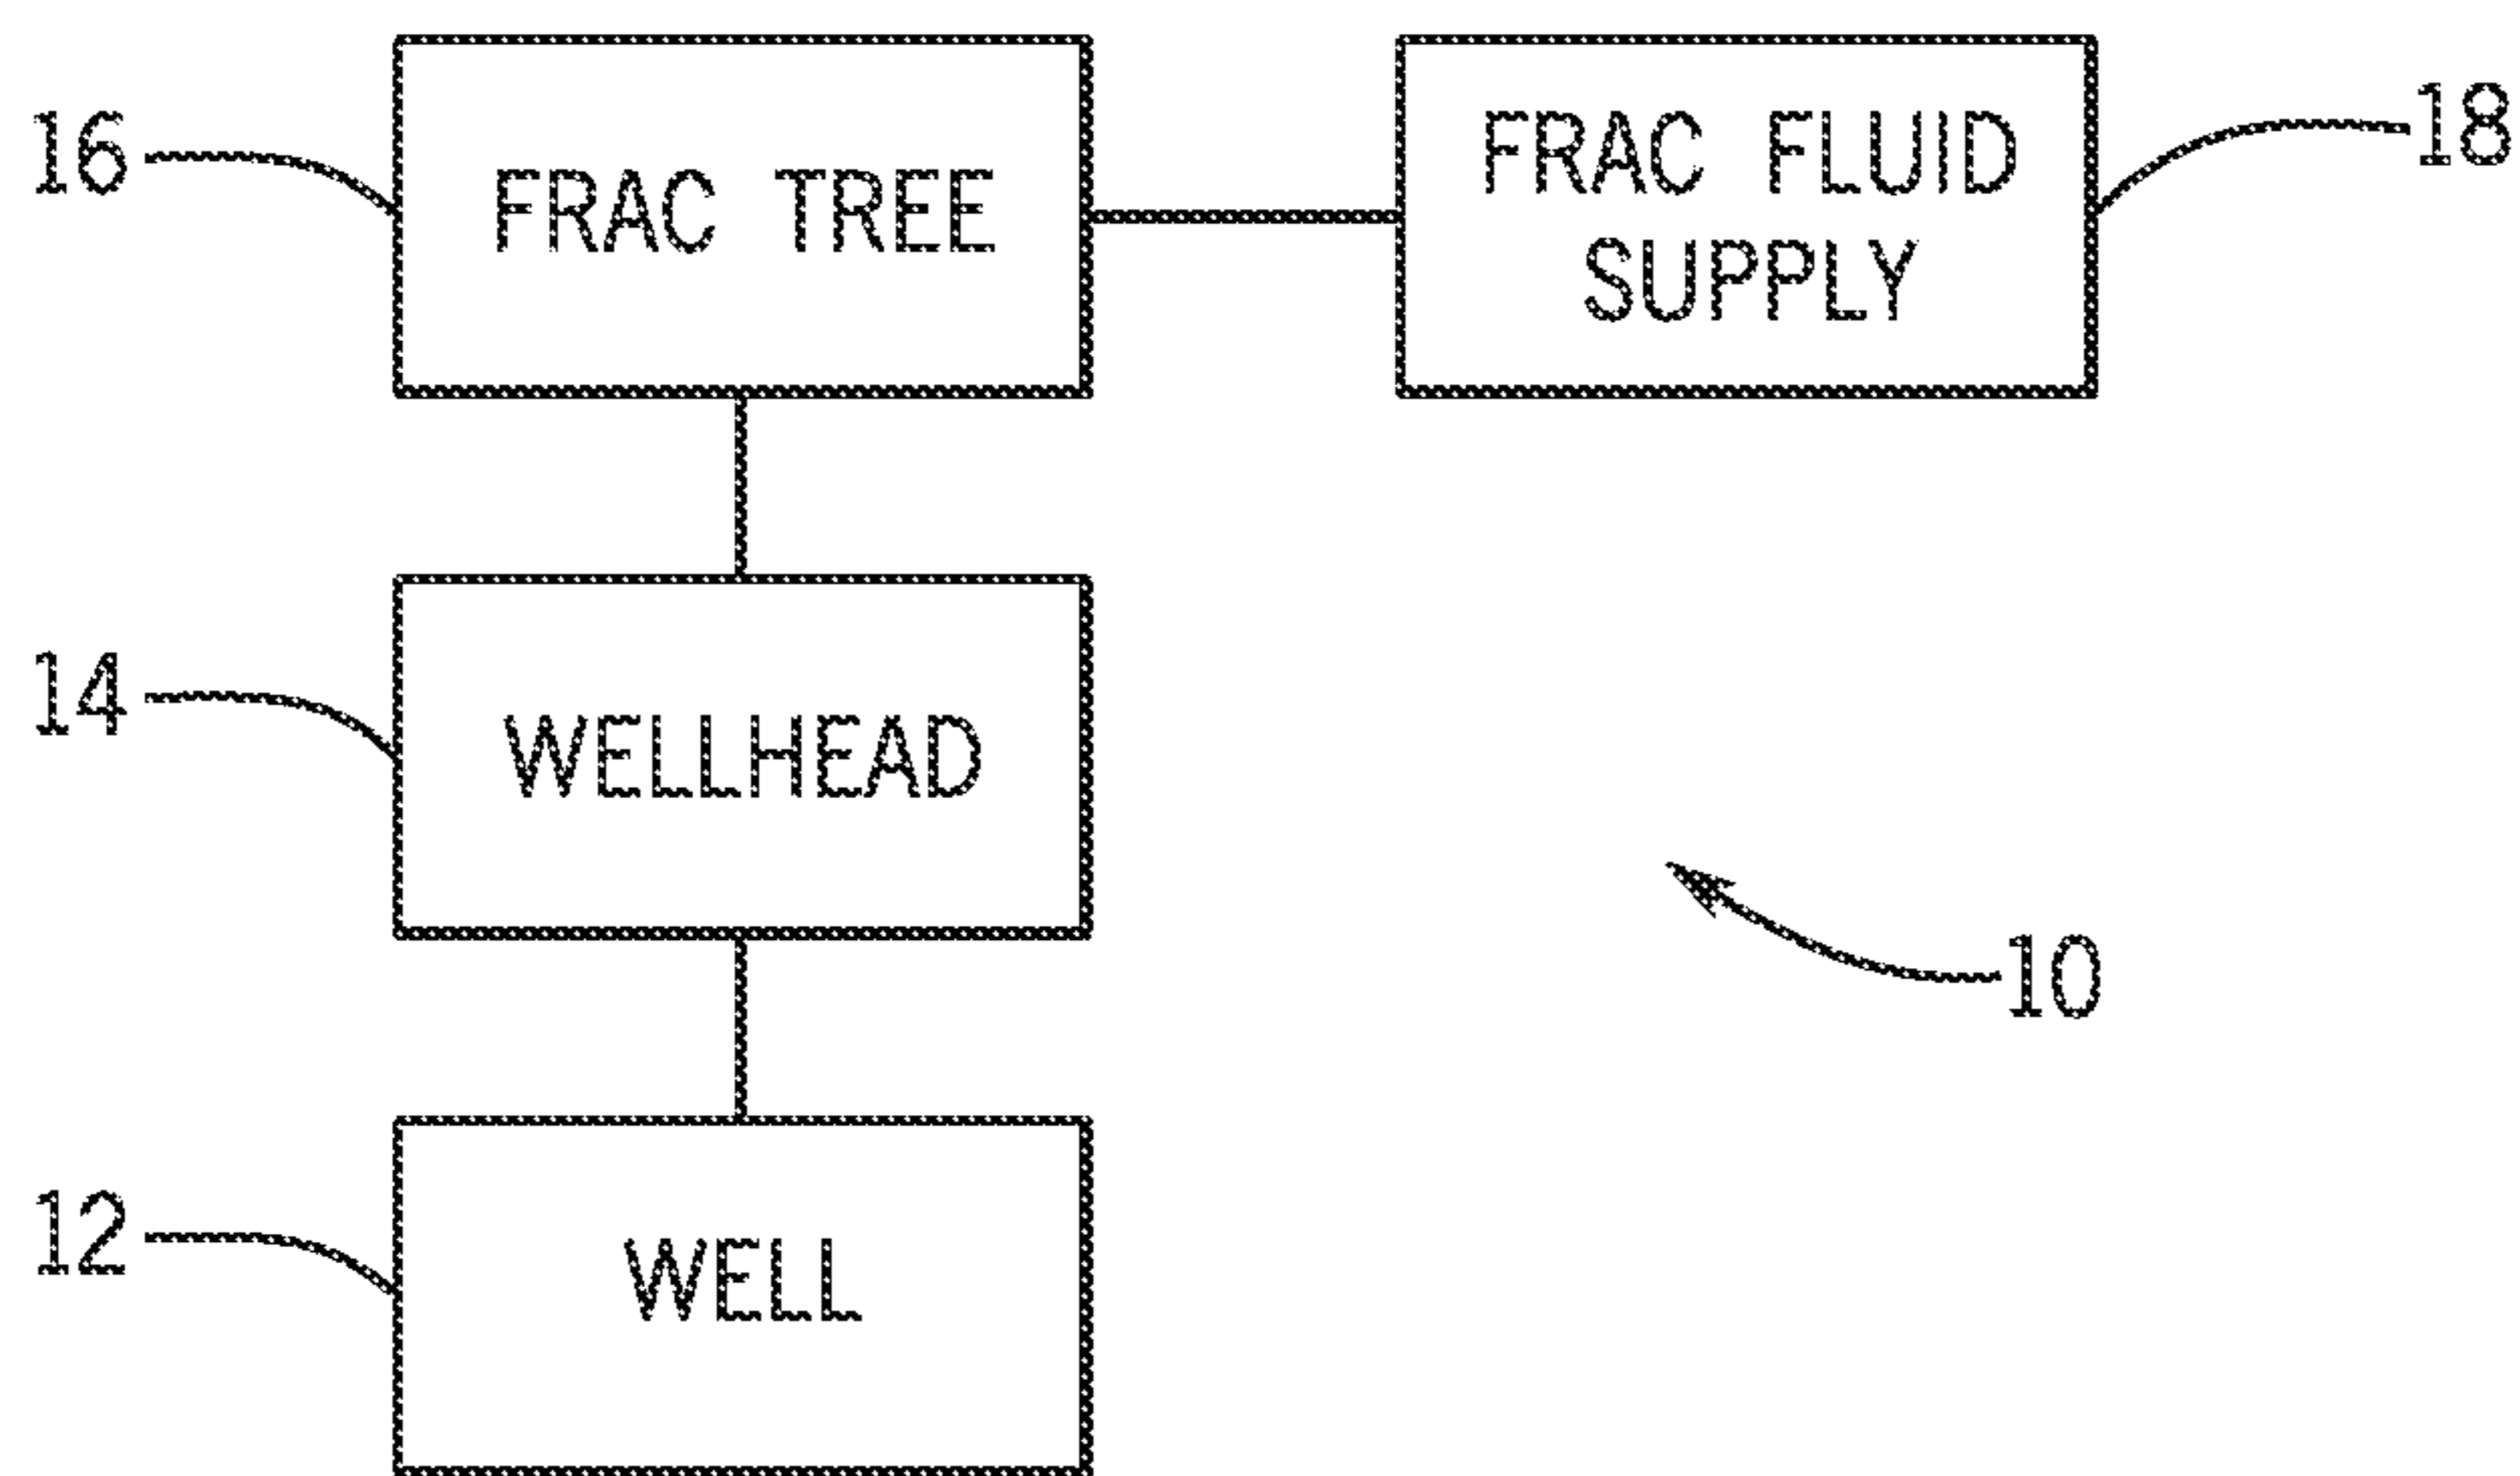 16
FRAC TREE
FRAC FLUID
SUPPLY
18
14
WELLHEAD
10
12
WELL